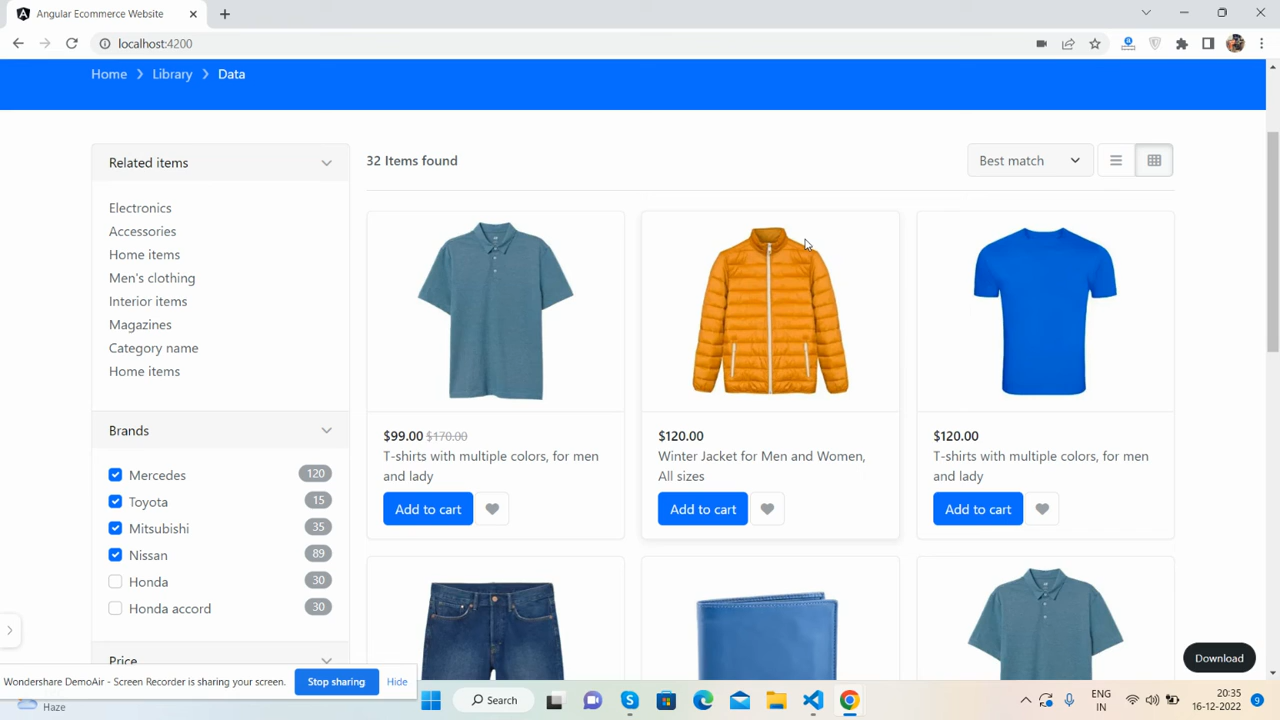 Angular Ecommerce Website
localhost:4200
Home Library Data
Related items
Electronics
Accessories
Home items
Men's clothing
Interior items
Magazines
Category name
Home items
Brands
Mercedes 120
Toyota 15
Mitsubishi 35
Nissan 89
Honda 30
Honda accord 30
Price
32 Items found
Best match
$99.00 $170.00
T-shirts with multiple colors, for men
and lady
Add to cart
$120.00
Winter Jacket for Men and Women,
All sizes
Add to cart
$120.00
T-shirts with multiple colors, for men
and lady
Add to cart
Download
Wondershare DemoAir - Screen Recorder is sharing your screen. Stop sharing Hide
Haze
Search
ENG
IN
20:35
16-12-2022
9